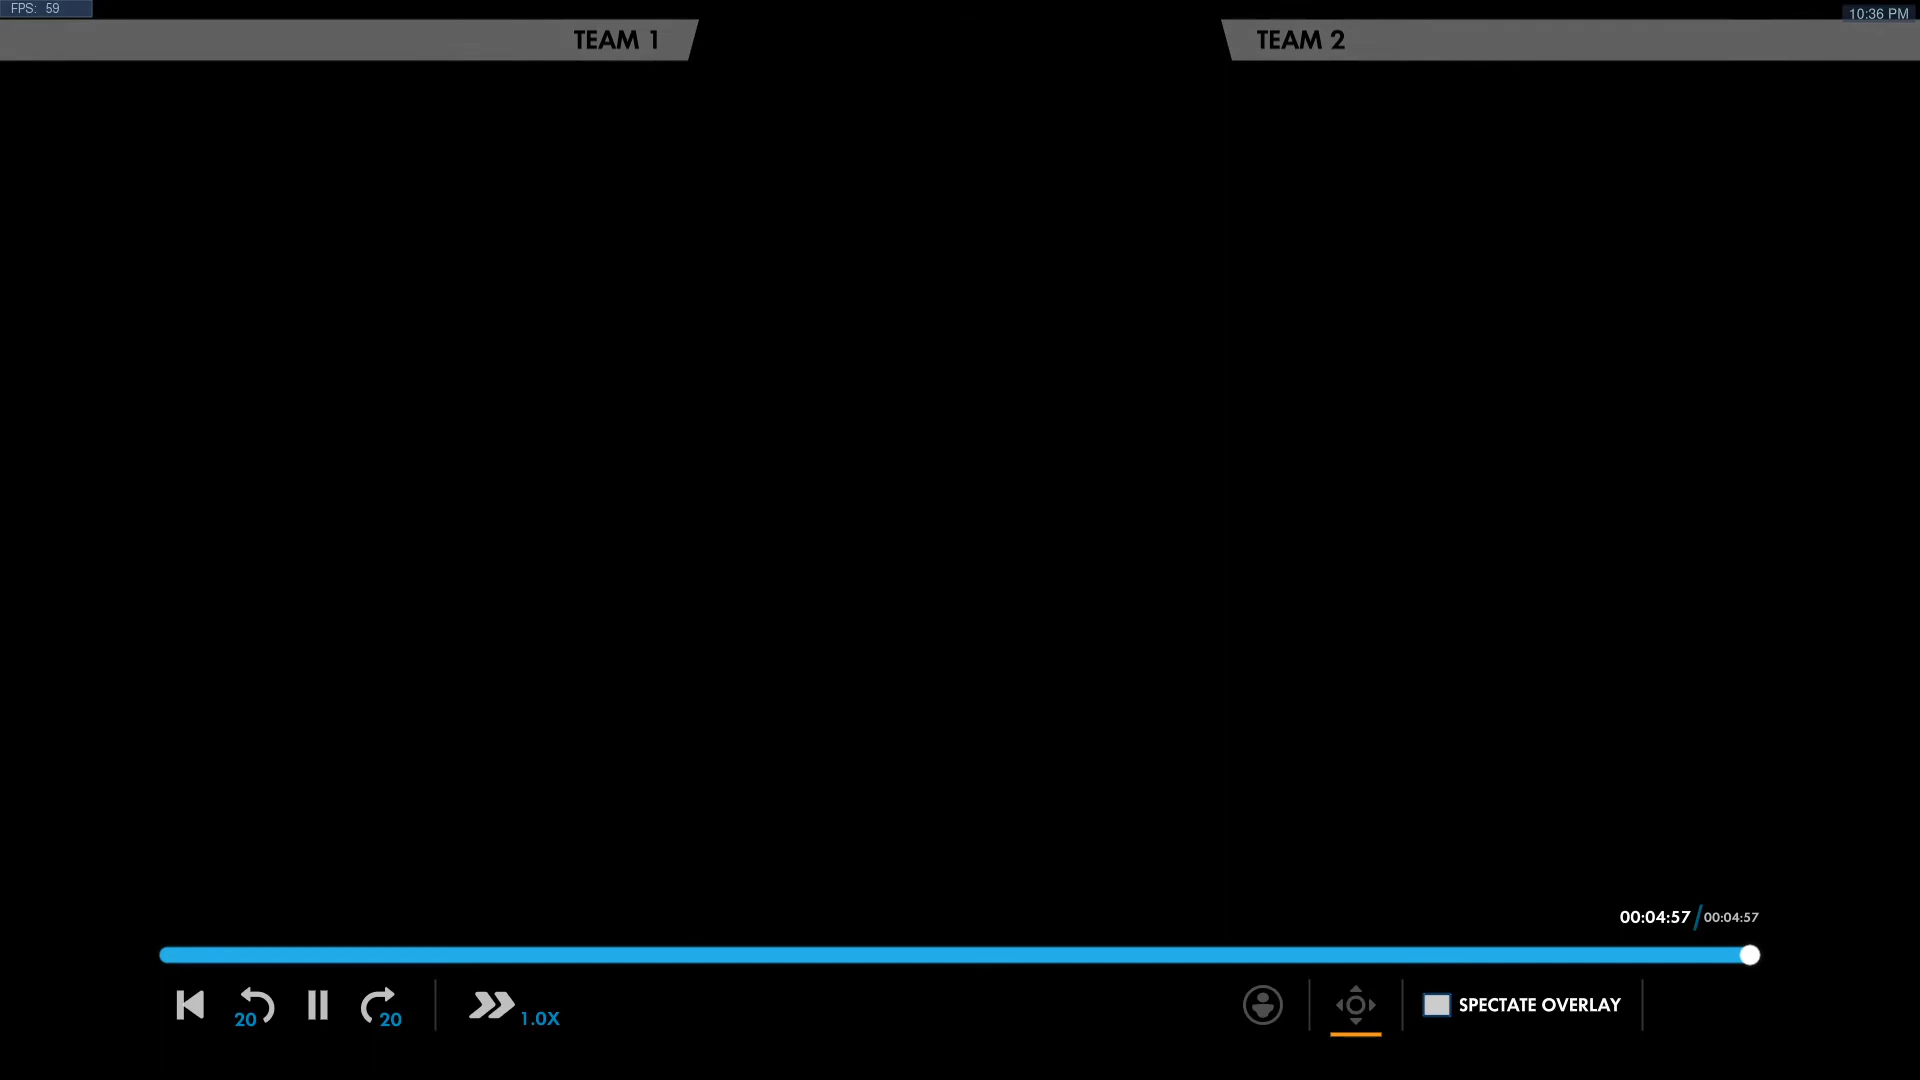 FPS: 59
10:36 PM
TEAM 1
TEAM 2
00:04:57/00:04:57
20
20
1.0X
SPECTATE OVERLAY